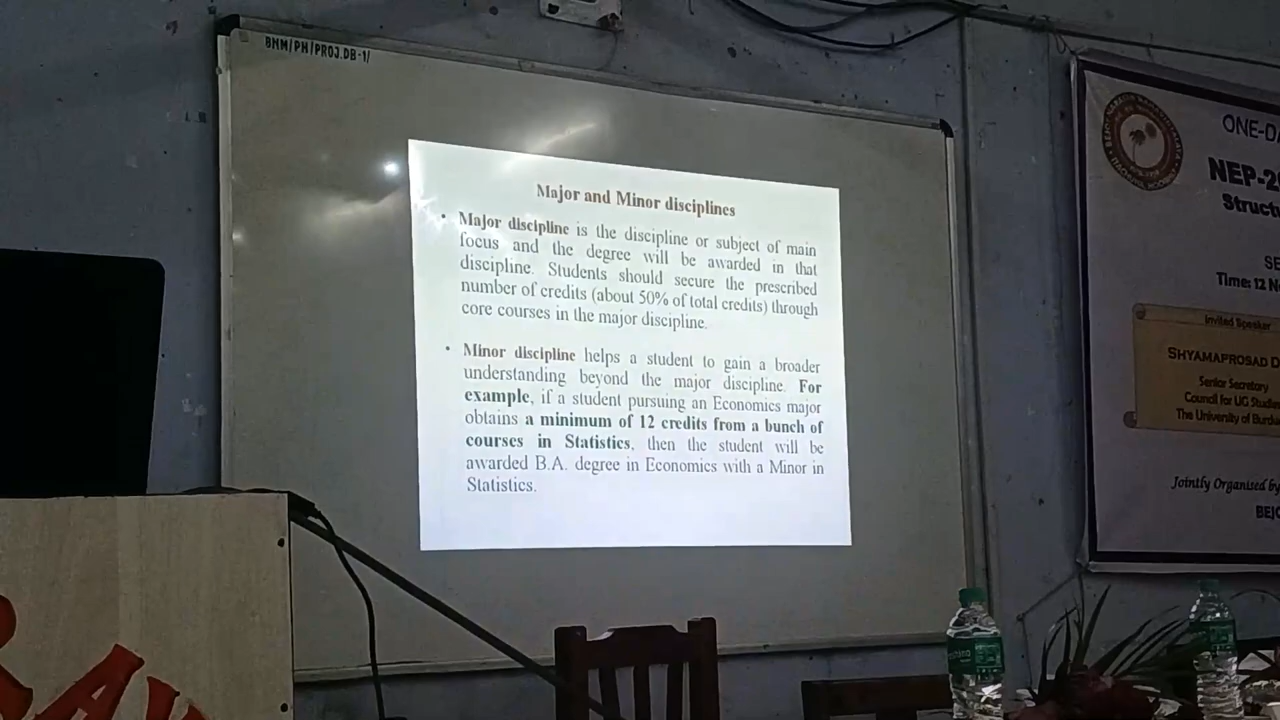 BNM/PH/PROJ.DB-1/
Major and Minor disciplines
• Major discipline is the discipline or subject of main
focus and the degree will be awarded in that
discipline. Students should secure the prescribed
number of credits (about 50% of total credits) through
core courses in the major discipline.
• Minor discipline helps a student to gain a broader
understanding beyond the major discipline. For
example, if a student pursuing an Economics major
obtains a minimum of 12 credits from a bunch of
courses in Statistics, then the student will be
awarded B.A. degree in Economics with a Minor in
Statistics.
ONE-D
NEP-2
Struct
SE
Time: 12 N
Invited Speaker
SHYAMAPROSAD D
Senior Secretary
Council for UG Studie
The University of Burd
Jointly Organised by
BEJO